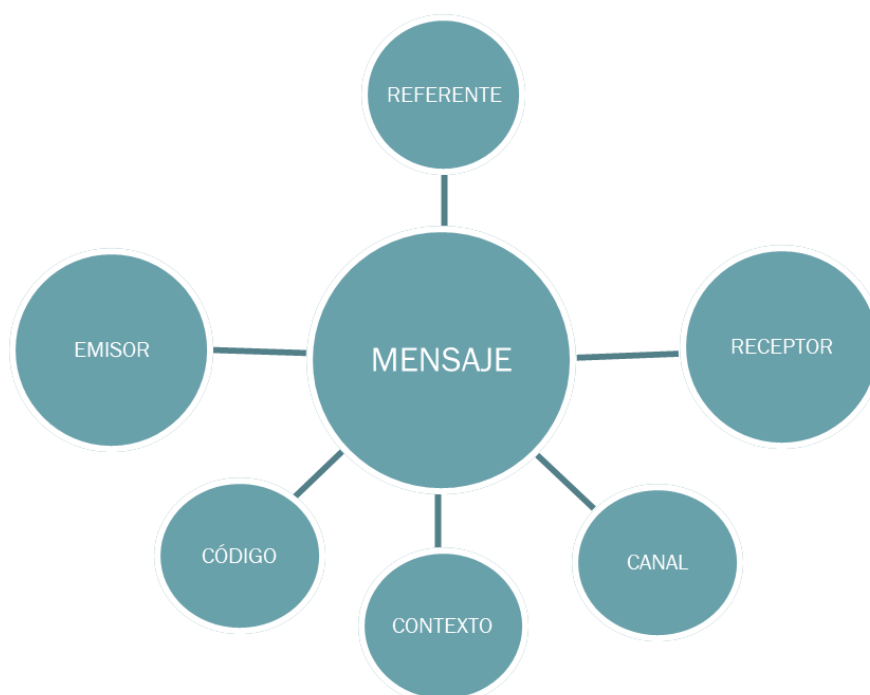 REFERENTE
EMISOR
MENSAJE
RECEPTOR
CÓDIGO
CONTEXTO
CANAL